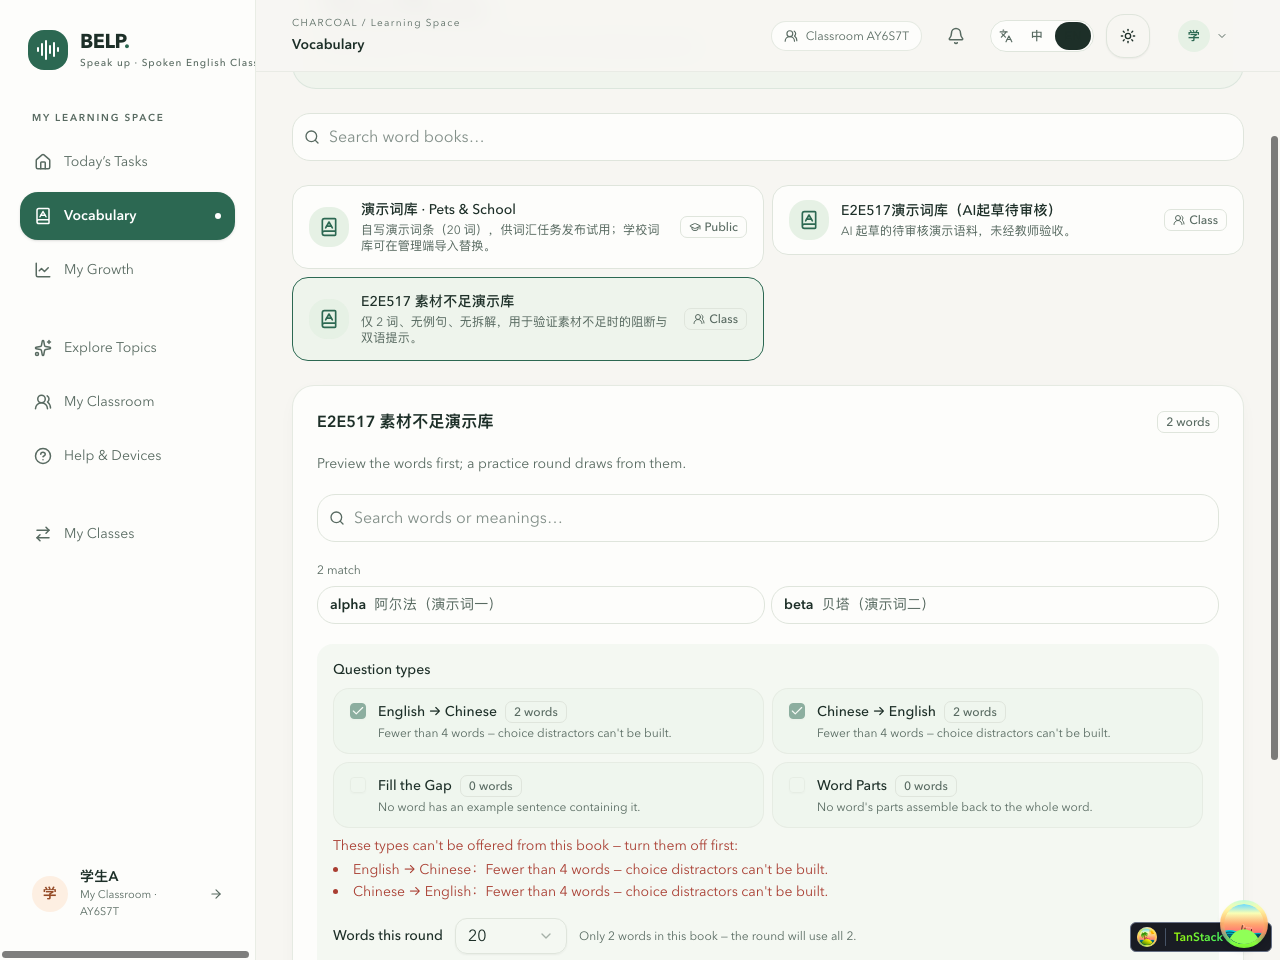 BELP.
Speak up · Spoken English Clas
MY LEARNING SPACE
Today's Tasks
Vocabulary
My Growth
Explore Topics
My Classroom
Help & Devices
My Classes
学
学生A
My Classroom ·
AY6S7T
CHARCOAL / Learning Space
Vocabulary
Classroom AY6S7T
中
学
Search word books…
演示词库 · Pets & School
自写演示词条（20 词），供词汇任务发布试用；学校词
库可在管理端导入替换。
Public
E2E517演示词库（AI起草待审核）
AI 起草的待审核演示语料，未经教师验收。
Class
E2E517 素材不足演示库
仅 2 词、无例句、无拆解，用于验证素材不足时的阻断与
双语提示。
Class
E2E517 素材不足演示库
2 words
Preview the words first; a practice round draws from them.
Search words or meanings…
2 match
alpha 阿尔法（演示词一）
beta 贝塔（演示词二）
Question types
English → Chinese 2 words
Fewer than 4 words — choice distractors can't be built.
Chinese → English 2 words
Fewer than 4 words — choice distractors can't be built.
Fill the Gap 0 words
No word has an example sentence containing it.
Word Parts 0 words
No word's parts assemble back to the whole word.
These types can't be offered from this book — turn them off first:
• English → Chinese：Fewer than 4 words — choice distractors can't be built.
• Chinese → English：Fewer than 4 words — choice distractors can't be built.
Words this round 20 Only 2 words in this book — the round will use all 2.
TanStack